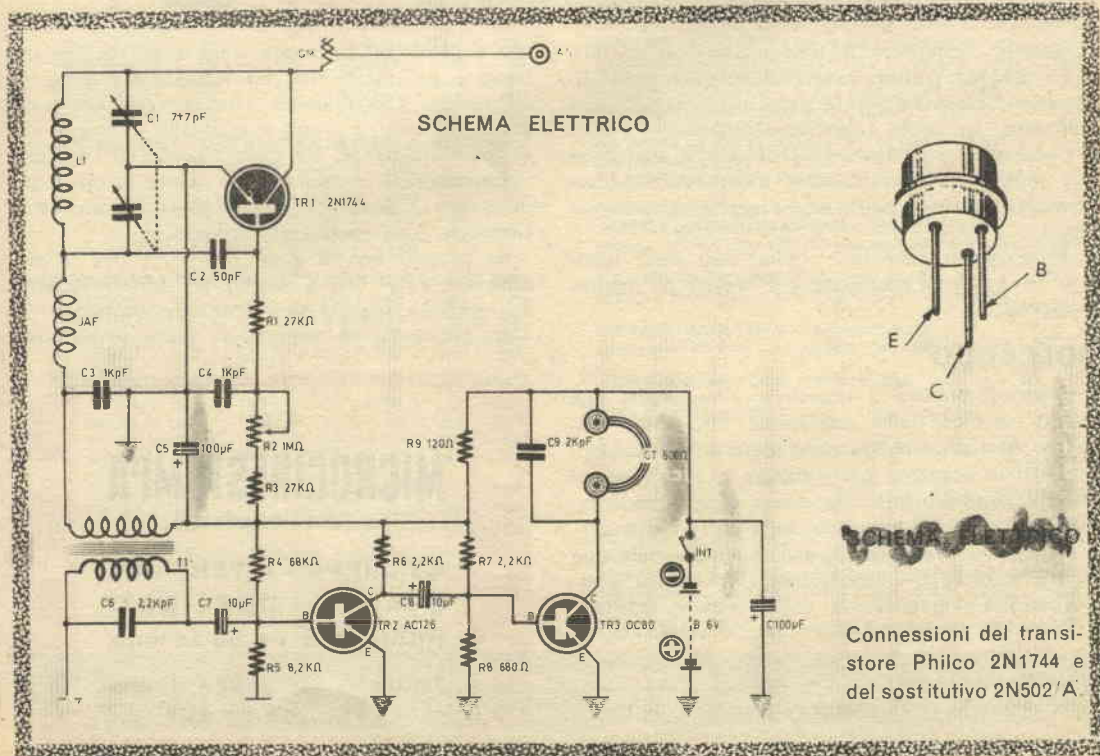 SCHEMA ELETTRICO
C1 7+7pF
L1
TR1 - 2N1744
C2 50pF
JAF
R1 27KΩ
C3 1KpF
C4 1KpF
C5
100µF
+
R2 1MΩ
R3 27KΩ
R9 120Ω
C9 2KpF
INT
R4 68KΩ
R6 2,2KΩ
R7 2,2KΩ
C6
2,2KpF
C7
10µF
+
B
C
TR2 AC126
E
+
C8
10µF
R5 8,2KΩ
R8 680Ω
B
C
TR3 OC80
E
B 6V
+
C100µF
B
E
C
SCHEMA ELETTRICO
Connessioni del transi-
store Philco 2N1744 e
del sostitutivo 2N502/A.